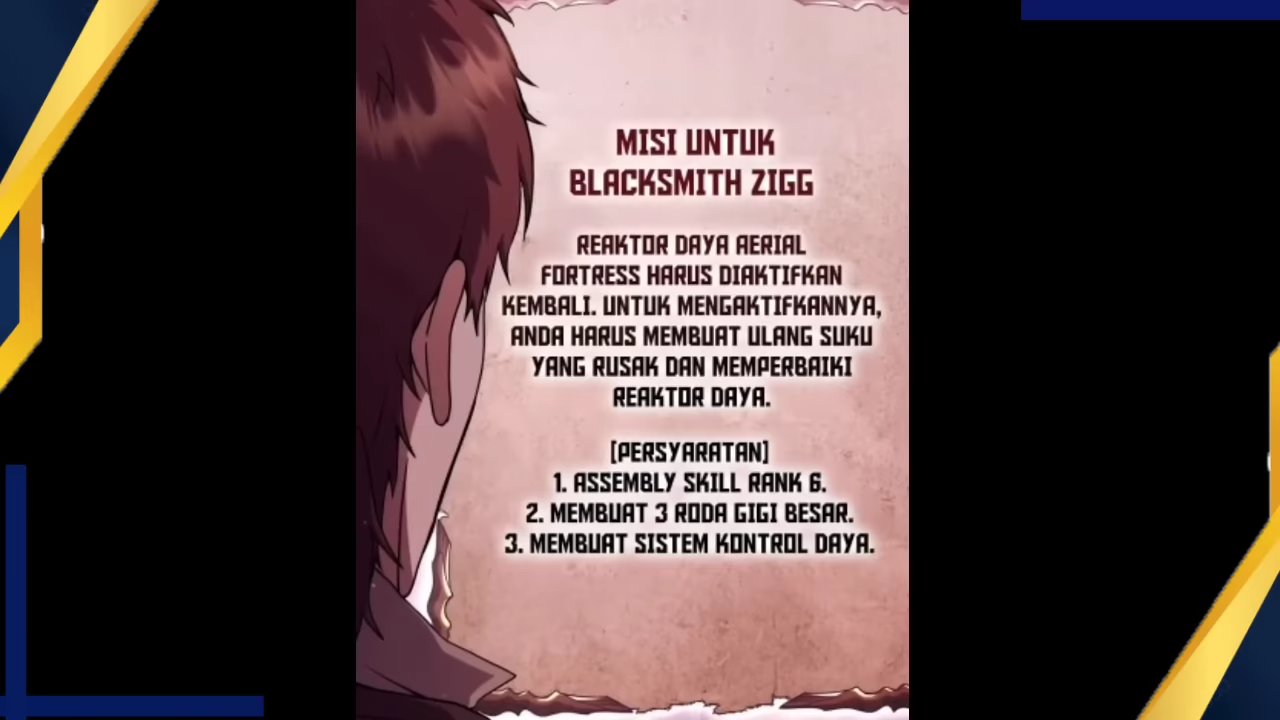 MISI UNTUK
BLACKSMITH ZIGG
REAKTOR DAYA AERIAL
FORTRESS HARUS DIAKTIFKAN
KEMBALI. UNTUK MENGAKTIFKANNYA,
ANDA HARUS MEMBUAT ULANG SUKU
YANG RUSAK DAN MEMPERBAIKI
REAKTOR DAYA.
[PERSYARATAN]
1. ASSEMBLY SKILL RANK 6.
2. MEMBUAT 3 RODA GIGI BESAR.
3. MEMBUAT SISTEM KONTROL DAYA.